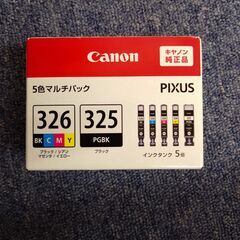 Canon
キヤノン
純正品
5色マルチパック
PIXUS
326
325
BK C M Y
PGBK
ブラック/シアン
マゼンタ/イエロー
ブラック
インクタンク 5個